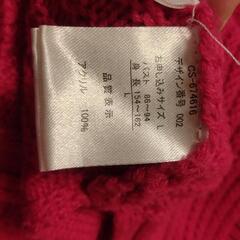 CS-674616
デザイン番号 002
お申し込みサイズ L
バスト 86~94
身長 154~162
L
品質表示
アクリル 100%